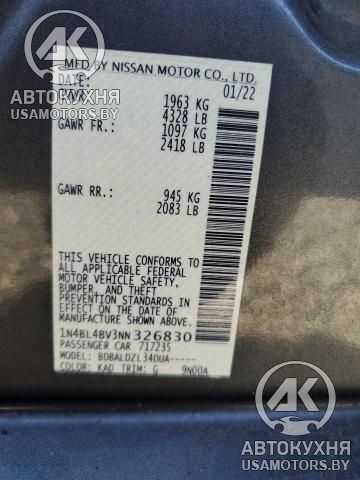 MFD BY NISSAN MOTOR CO., LTD.
DATE: 01/22
GVWR: 1963 KG
4328 LB
GAWR FR.: 1097 KG
2418 LB
GAWR RR.: 945 KG
2083 LB
THIS VEHICLE CONFORMS TO
ALL APPLICABLE FEDERAL
MOTOR VEHICLE SAFETY,
BUMPER, AND THEFT
PREVENTION STANDARDS IN
EFFECT ON THE DATE OF
MANUFACTURE SHOWN ABOVE.
1N4BL4BV3NN326830
PASSENGER CAR 717235
MODEL: BDBALDZL34DUA-----
COLOR: KAD TRIM: G 9N00A
АВТОКУХНЯ
USAMOTORS.BY
АВТОКУХНЯ
USAMOTORS.BY